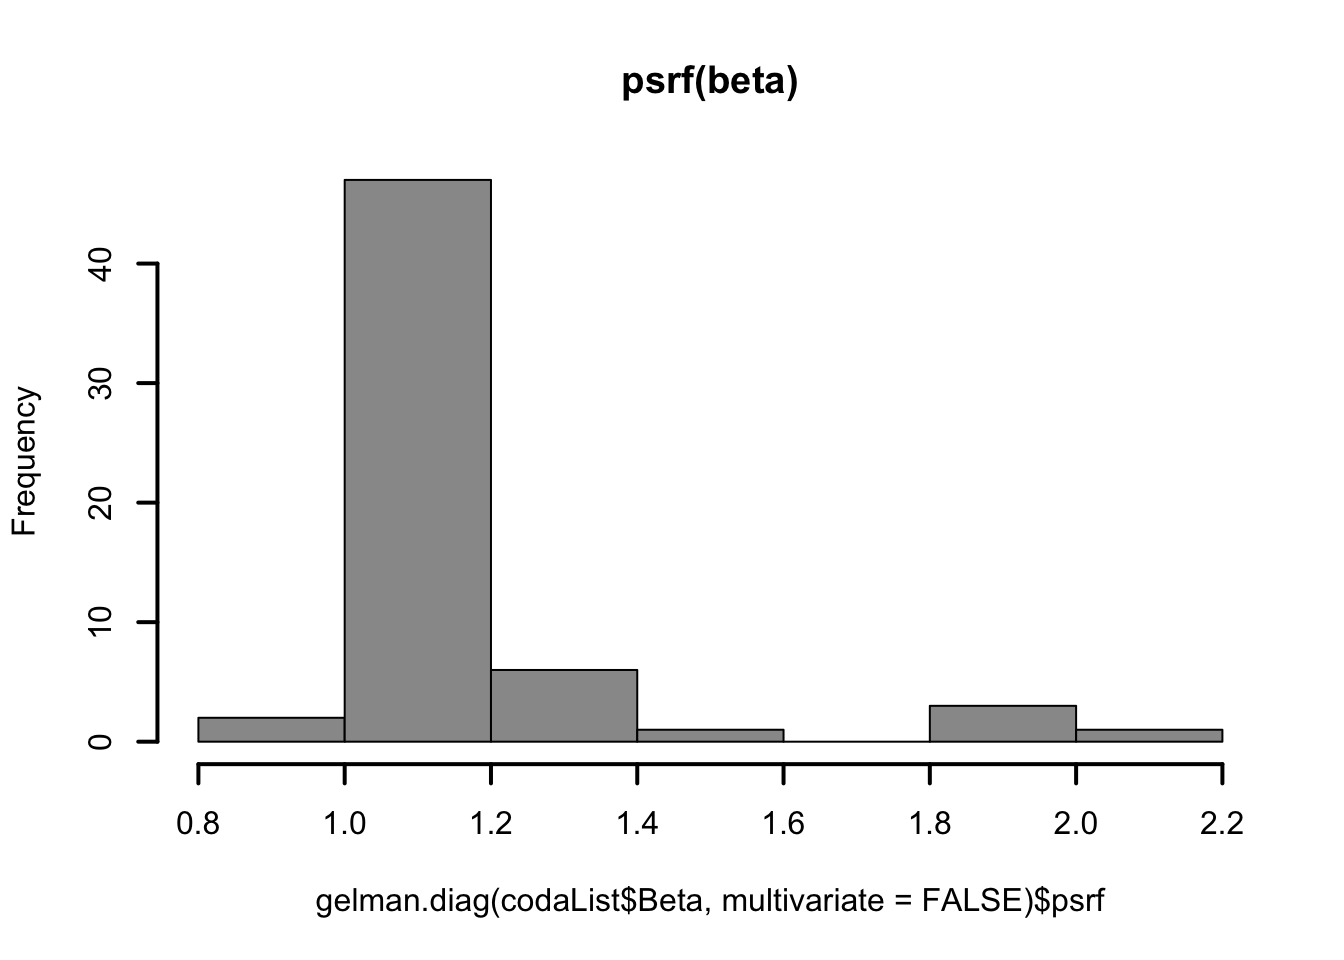 psrf(beta)
Frequency
40
30
20
10
0
0.8 1.0 1.2 1.4 1.6 1.8 2.0 2.2
gelman.diag(codaList$Beta, multivariate = FALSE)$psrf